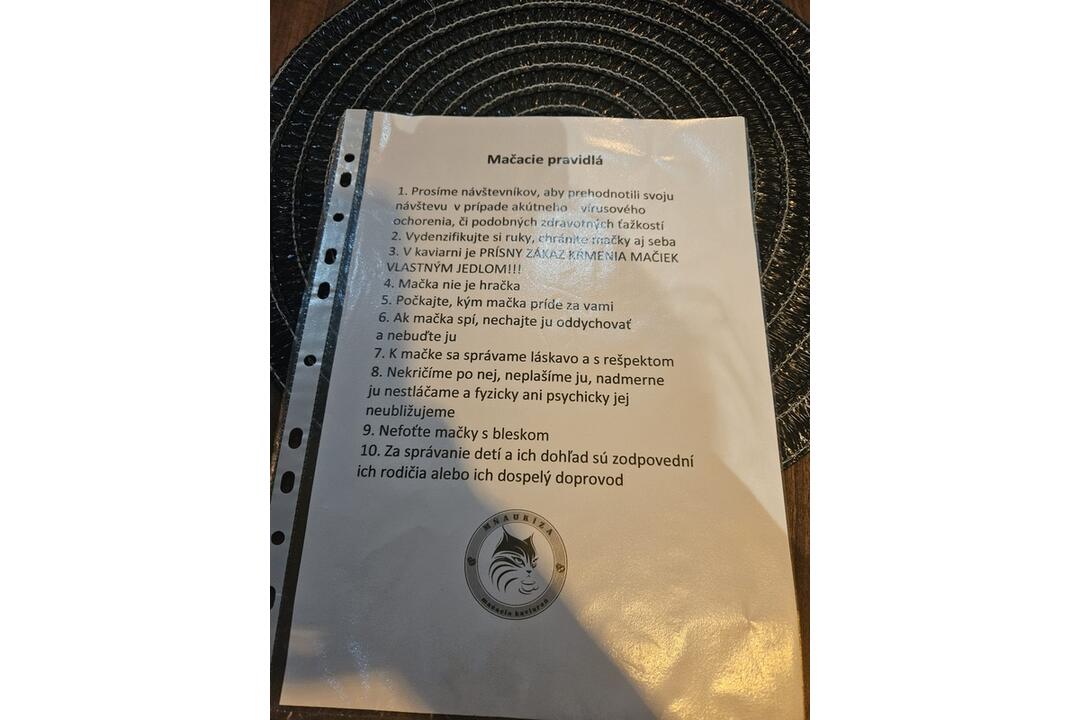 Mačacie pravidlá
1. Prosíme návštevníkov, aby prehodnotili svoju
návštevu v prípade akútneho vírusového
ochorenia, či podobných zdravotných ťažkostí
2. Vydenzifikujte si ruky, chránite mačky aj seba
3. V kaviarni je PRÍSNY ZÁKAZ KŔMENIA MAČIEK
VLASTNÝM JEDLOM!!!
4. Mačka nie je hračka
5. Počkajte, kým mačka príde za vami
6. Ak mačka spí, nechajte ju oddychovať
a nebuďte ju
7. K mačke sa správame láskavo a s rešpektom
8. Nekričíme po nej, neplašíme ju, nadmerne
ju nestláčame a fyzicky ani psychicky jej
neubližujeme
9. Nefoťte mačky s bleskom
10. Za správanie detí a ich dohľad sú zodpovední
ich rodičia alebo ich dospelý doprovod
MŇAUKIZA
mačacia kaviareň